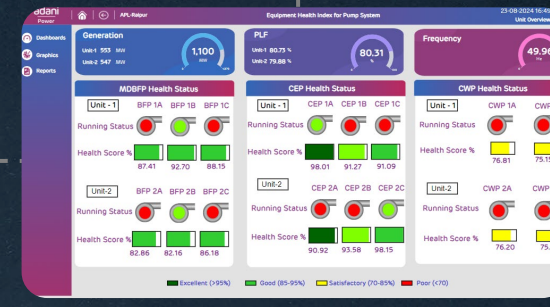 adani
Power
APL-Raipur
Equipment Health Index for Pump System
23-08-2024 16:49
Unit Overview
Dashboards
Graphics
Reports
Generation
Unit-1 553 MW
Unit-2 547 MW
1,100
MW
PLF
Unit-1 80.73 %
Unit-2 79.88 %
80.31
%
Frequency
49.96
Hz
MDBFP Health Status
Unit - 1 BFP 1A BFP 1B BFP 1C
Running Status
Health Score %
87.41 92.70 88.15
Unit-2 BFP 2A BFP 2B BFP 2C
Running Status
Health Score %
82.86 82.16 86.18
CEP Health Status
Unit - 1 CEP 1A CEP 1B CEP 1C
Running Status
Health Score %
98.01 91.27 91.09
Unit-2 CEP 2A CEP 2B CEP 2C
Running Status
Health Score %
90.92 93.58 98.15
CWP Health Status
Unit - 1 CWP 1A CWP
Running Status
Health Score %
76.81 75.15
Unit-2 CWP 2A CWP
Running Status
Health Score %
76.20 75.
Excellent (>95%) Good (85-95%) Satisfactory (70-85%) Poor (<70)